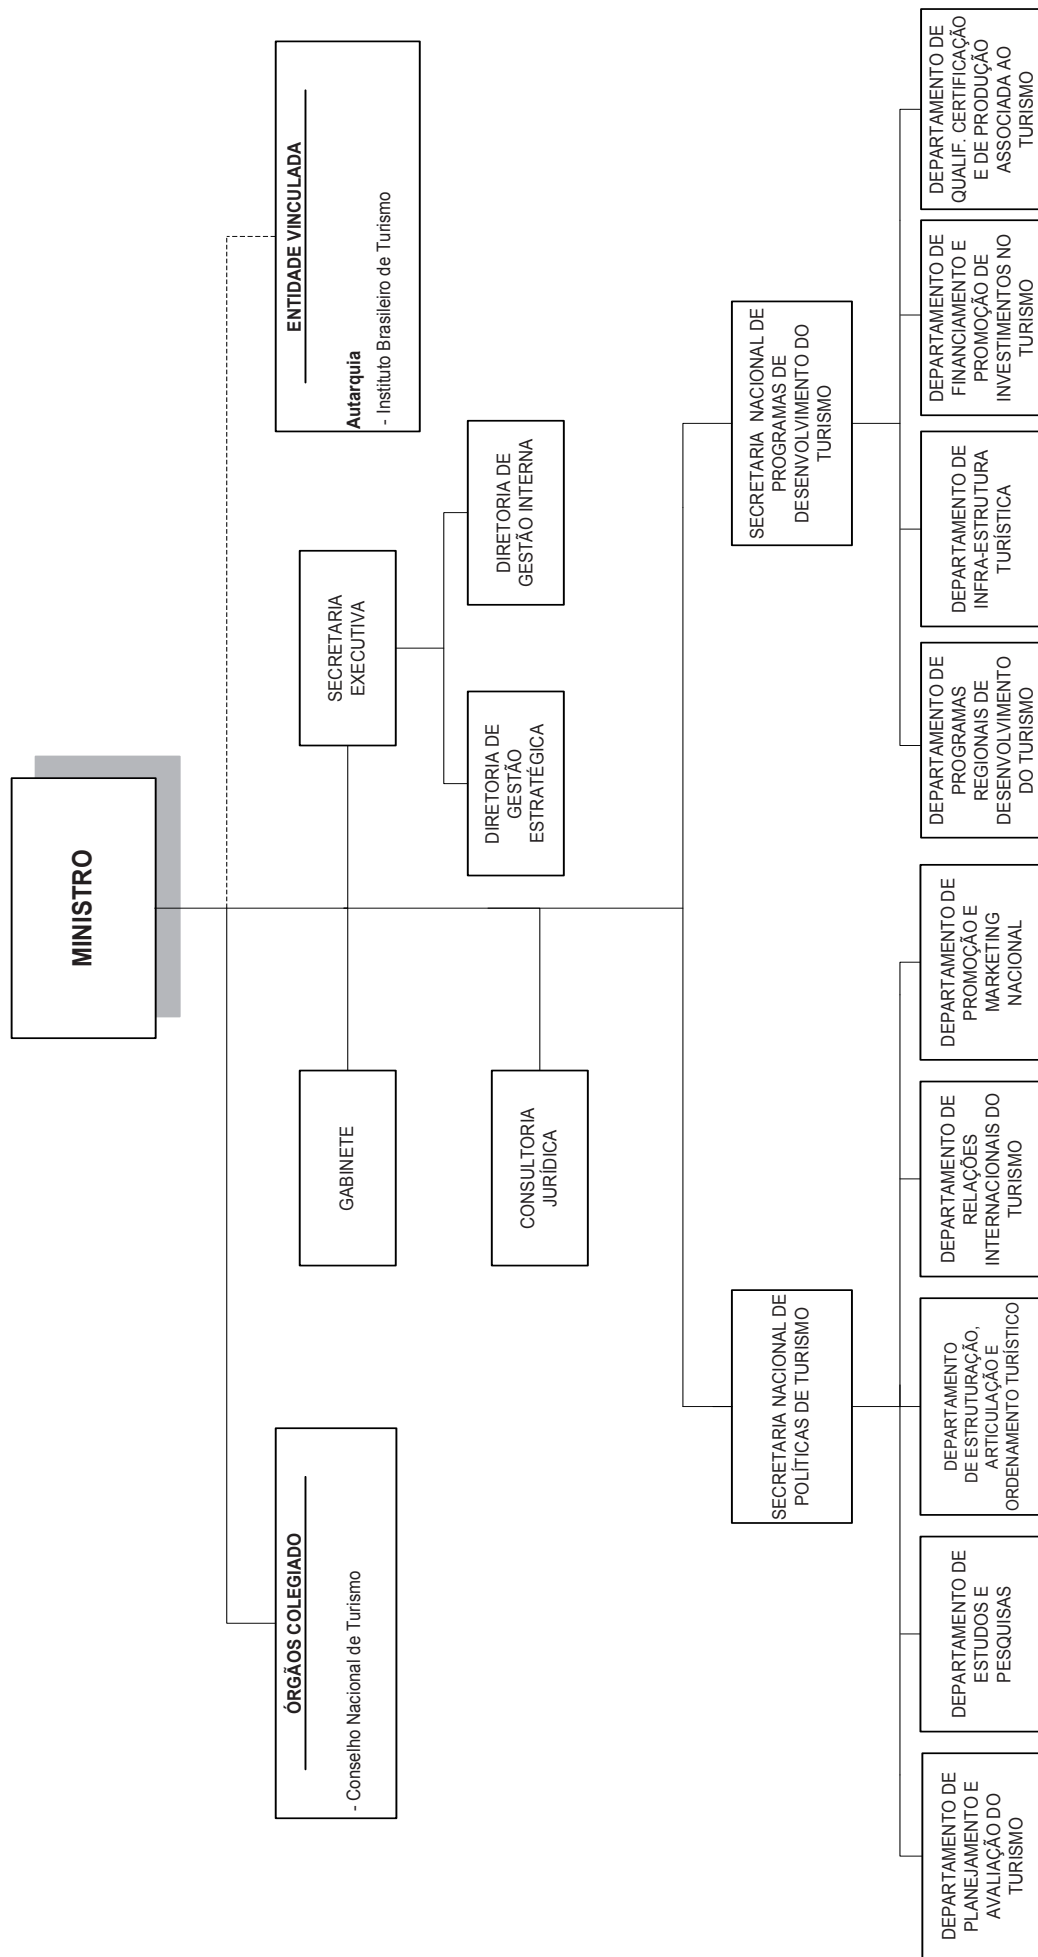 MINISTRO
ÓRGÃOS COLEGIADO
- Conselho Nacional de Turismo
ENTIDADE VINCULADA
Autarquia
- Instituto Brasileiro de Turismo
GABINETE
SECRETARIA
EXECUTIVA
CONSULTORIA
JURÍDICA
DIRETORIA DE
GESTÃO
ESTRATÉGICA
DIRETORIA DE
GESTÃO INTERNA
SECRETARIA NACIONAL DE
POLÍTICAS DE TURISMO
SECRETARIA NACIONAL DE
PROGRAMAS DE
DESENVOLVIMENTO DO
TURISMO
DEPARTAMENTO DE
PLANEJAMENTO E
AVALIAÇÃO DO
TURISMO
DEPARTAMENTO DE
ESTUDOS E
PESQUISAS
DEPARTAMENTO
DE ESTRUTURAÇÃO,
ARTICULAÇÃO E
ORDENAMENTO TURÍSTICO
DEPARTAMENTO DE
RELAÇÕES
INTERNACIONAIS DO
TURISMO
DEPARTAMENTO DE
PROMOÇÃO E
MARKETING
NACIONAL
DEPARTAMENTO DE
PROGRAMAS
REGIONAIS DE
DESENVOLVIMENTO
DO TURISMO
DEPARTAMENTO DE
INFRA-ESTRUTURA
TURÍSTICA
DEPARTAMENTO DE
FINANCIAMENTO E
PROMOÇÃO DE
INVESTIMENTOS NO
TURISMO
DEPARTAMENTO DE
QUALIF. CERTIFICAÇÃO
E DE PRODUÇÃO
ASSOCIADA AO
TURISMO